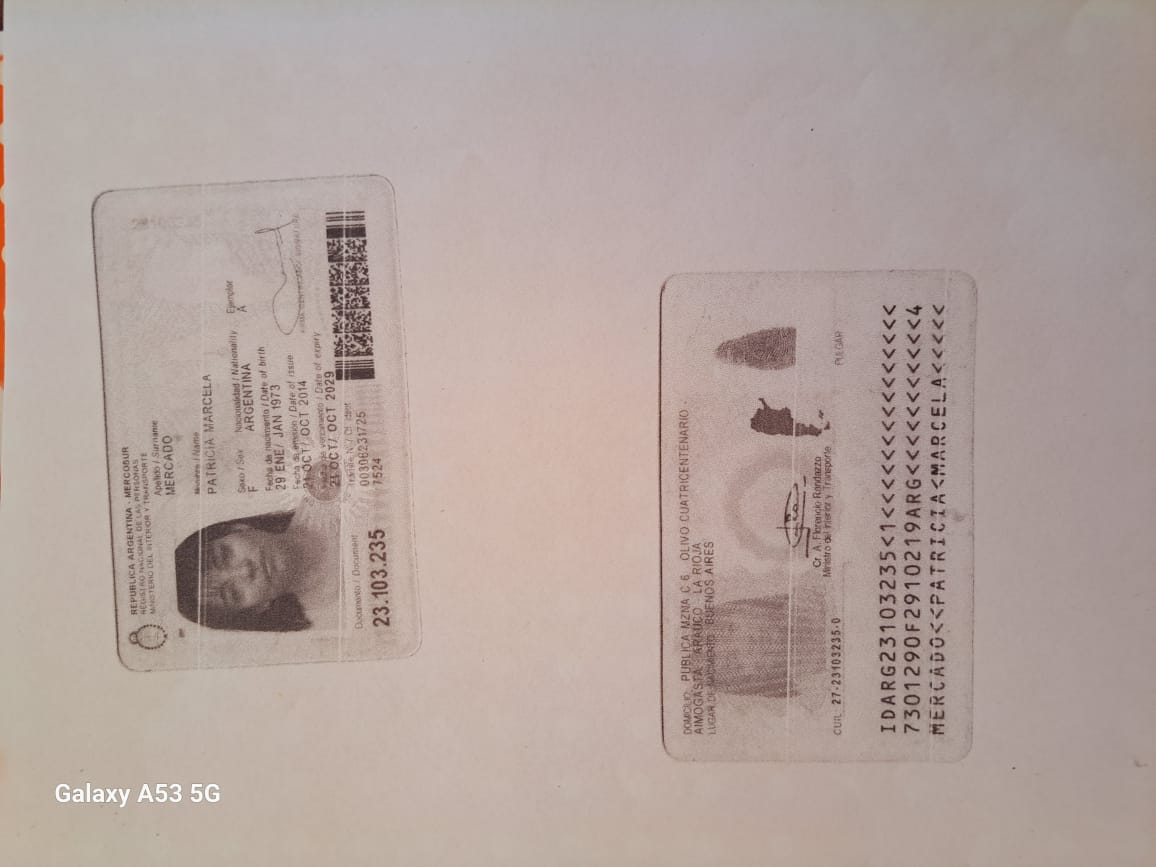 REPUBLICA ARGENTINA - MERCOSUR
REGISTRO NACIONAL DE LAS PERSONAS
MINISTERIO DEL INTERIOR Y TRANSPORTE
Apellido / Surname
MERCADO
Nombre / Name
PATRICIA MARCELA
Sexo / Sex Nacionalidad / Nationality Ejemplar
F ARGENTINA A
Fecha de nacimiento / Date of birth
29 ENE/ JAN 1973
Fecha de emisión / Date of issue
21 OCT/ OCT 2014
Fecha de vencimiento / Date of expiry
21 OCT/ OCT 2029
Documento / Document
23.103.235
7524
DOMICILIO: PUBLICA MZNA C 6 OLIVO CUATRICENTENARIO
AIMOGASTA - ARAUCO - LA RIOJA
LUGAR DE NACIMIENTO: BUENOS AIRES
Cr. A. Florencio Randazzo
Ministro del Interior y Transporte
PULGAR
CUIL: 27-23103235-0
IDARG23103235<1<<<<<<<<<<<<<<<
7301290F2910219ARG<<<<<<<<<<<4
MERCADO<<PATRICIA<MARCELA<<<<<
Galaxy A53 5G